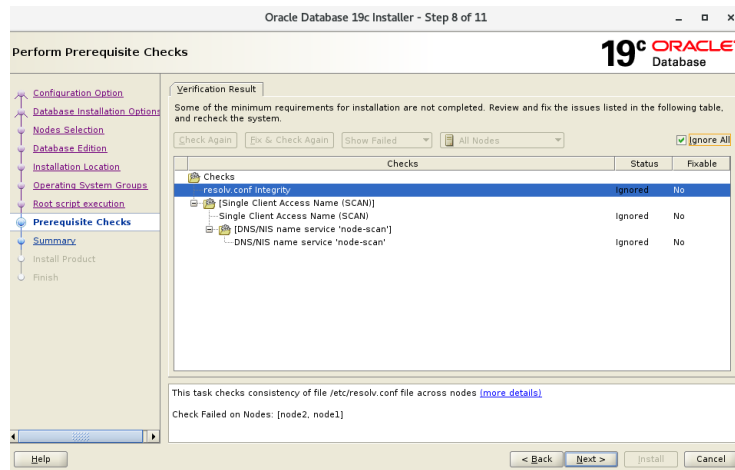 Oracle Database 19c Installer - Step 8 of 11
Perform Prerequisite Checks
19c ORACLE
Database
Configuration Option
Database Installation Options
Nodes Selection
Database Edition
Installation Location
Operating System Groups
Root script execution
Prerequisite Checks
Summary
Install Product
Finish
Verification Result
Some of the minimum requirements for installation are not completed. Review and fix the issues listed in the following table,
and recheck the system.
Check Again Fix & Check Again Show Failed All Nodes Ignore All
Checks Status Fixable
Checks
resolv.conf Integrity Ignored No
[Single Client Access Name (SCAN)]
Single Client Access Name (SCAN) Ignored No
[DNS/NIS name service 'node-scan']
DNS/NIS name service 'node-scan' Ignored No
This task checks consistency of file /etc/resolv.conf file across nodes (more details)
Check Failed on Nodes: [node2, node1]
Help < Back Next > Install Cancel